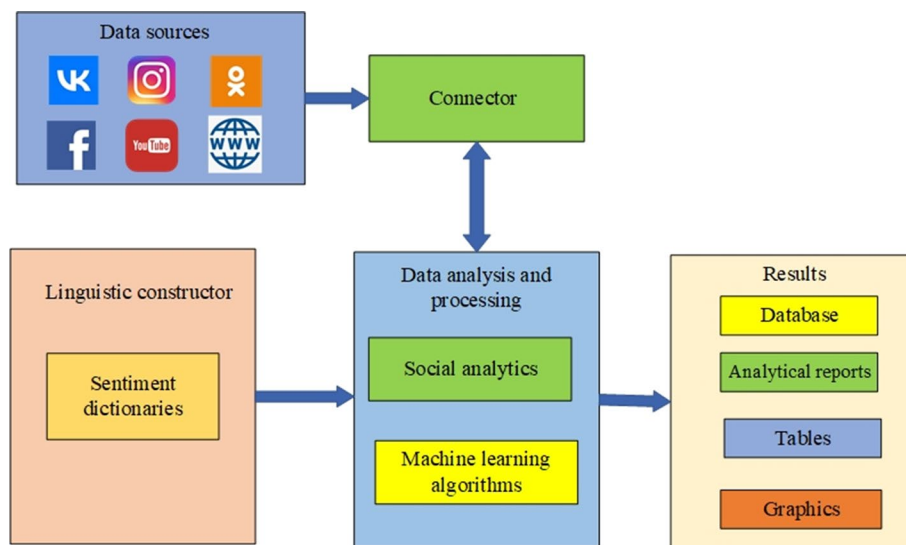 Data sources
VK
f
You Tube
WWW
Connector
Linguistic constructor
Sentiment
dictionaries
Data analysis and
processing
Social analytics
Machine learning
algorithms
Results
Database
Analytical reports
Tables
Graphics